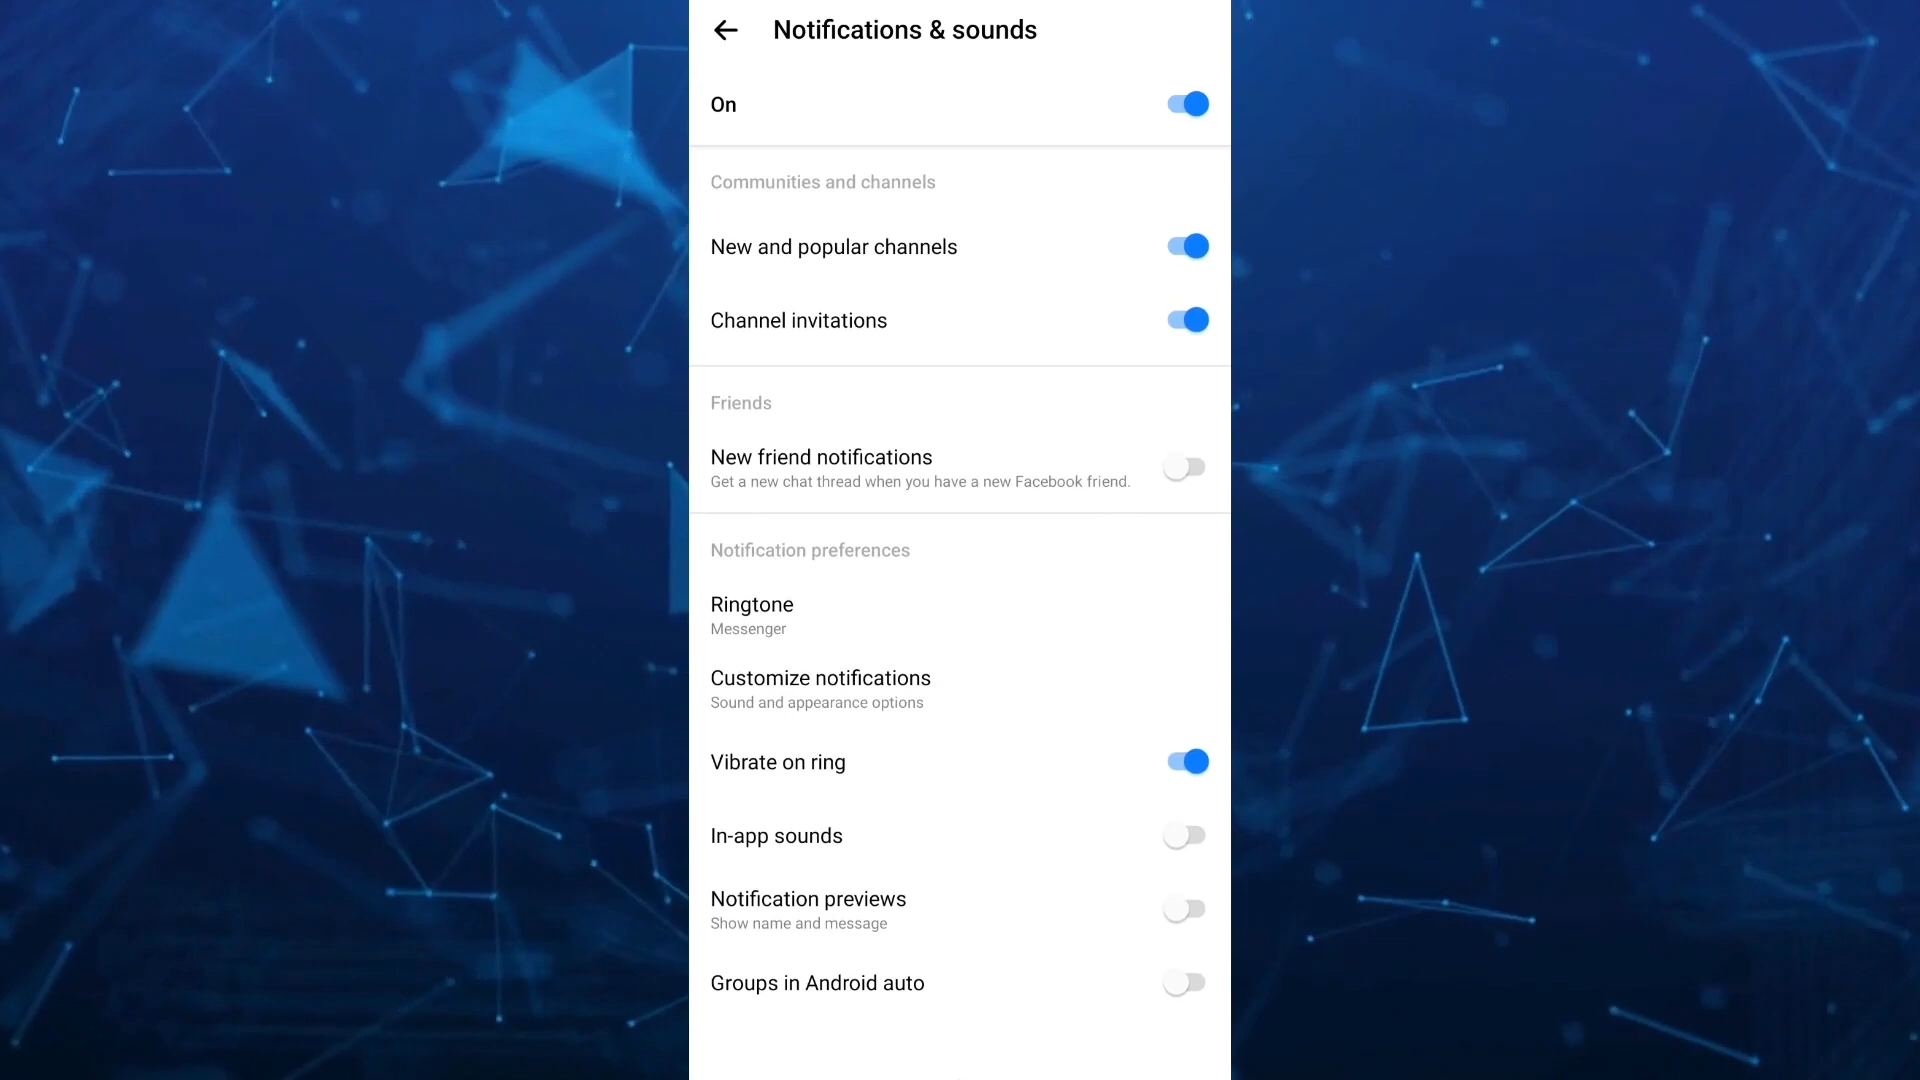 Notifications & sounds
On
Communities and channels
New and popular channels
Channel invitations
Friends
New friend notifications
Get a new chat thread when you have a new Facebook friend.
Notification preferences
Ringtone
Messenger
Customize notifications
Sound and appearance options
Vibrate on ring
In-app sounds
Notification previews
Show name and message
Groups in Android auto